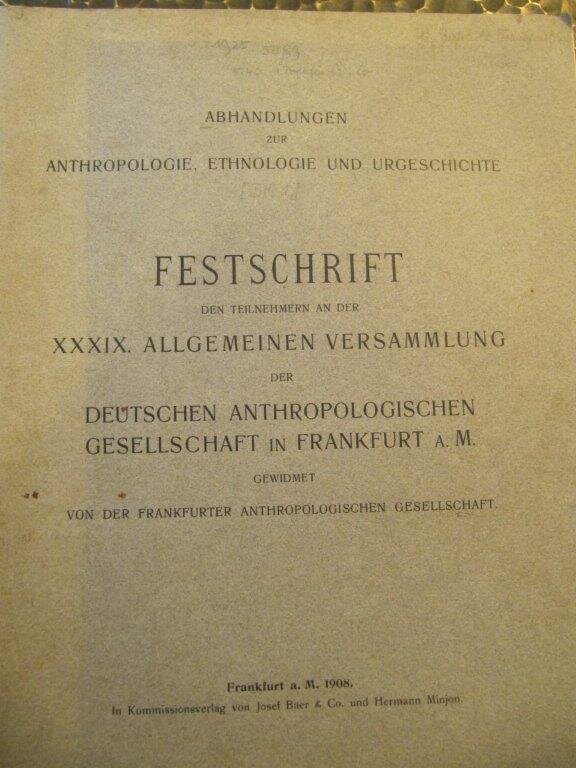 ABHANDLUNGEN
ZUR
ANTHROPOLOGIE, ETHNOLOGIE UND URGESCHICHTE
FESTSCHRIFT
DEN TEILNEHMERN AN DER
XXXIX. ALLGEMEINEN VERSAMMLUNG
DER
DEUTSCHEN ANTHROPOLOGISCHEN
GESELLSCHAFT IN FRANKFURT A. M.
GEWIDMET
VON DER FRANKFURTER ANTHROPOLOGISCHEN GESELLSCHAFT.
Frankfurt a. M. 1908.
In Kommissionsverlag von Josef Baer & Co. und Hermann Minjon.